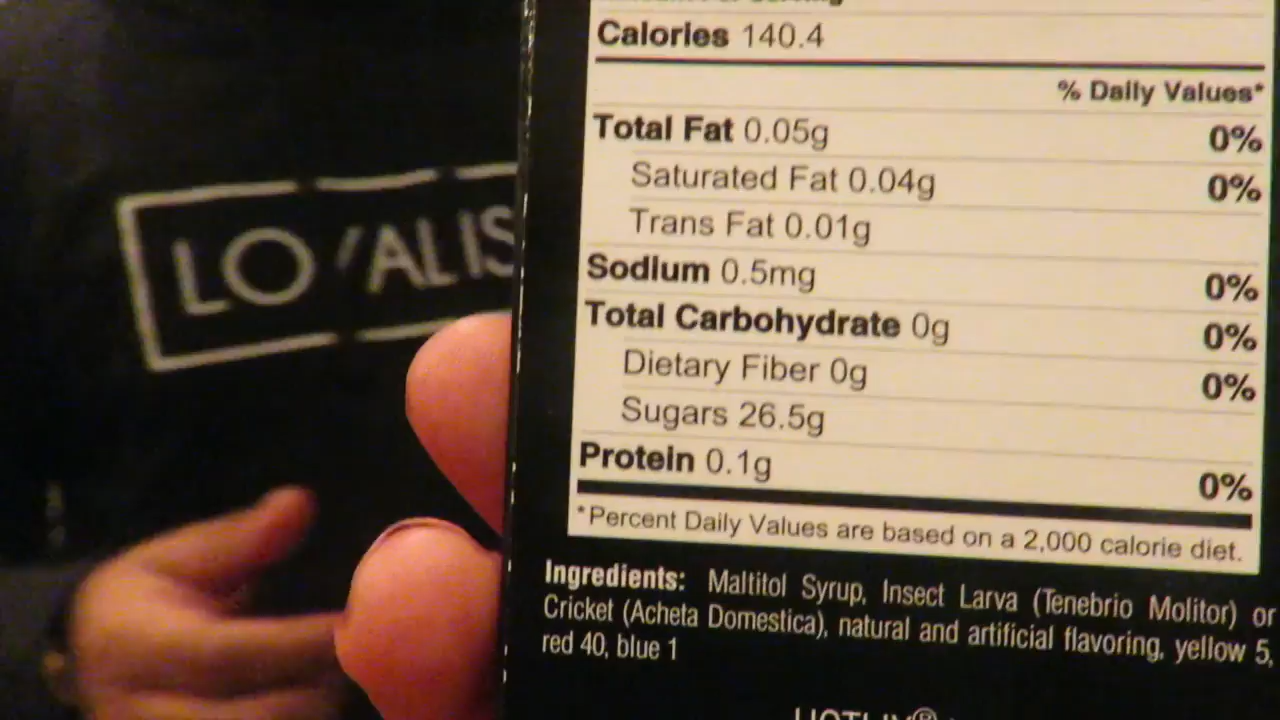 Calories 140.4
% Daily Values*
Total Fat 0.05g 0%
Saturated Fat 0.04g 0%
Trans Fat 0.01g
Sodium 0.5mg 0%
Total Carbohydrate 0g 0%
Dietary Fiber 0g 0%
Sugars 26.5g
Protein 0.1g 0%
*Percent Daily Values are based on a 2,000 calorie diet.
Ingredients: Maltitol Syrup, Insect Larva (Tenebrio Molitor) or
Cricket (Acheta Domestica), natural and artificial flavoring, yellow 5,
red 40, blue 1
LO 'ALIS